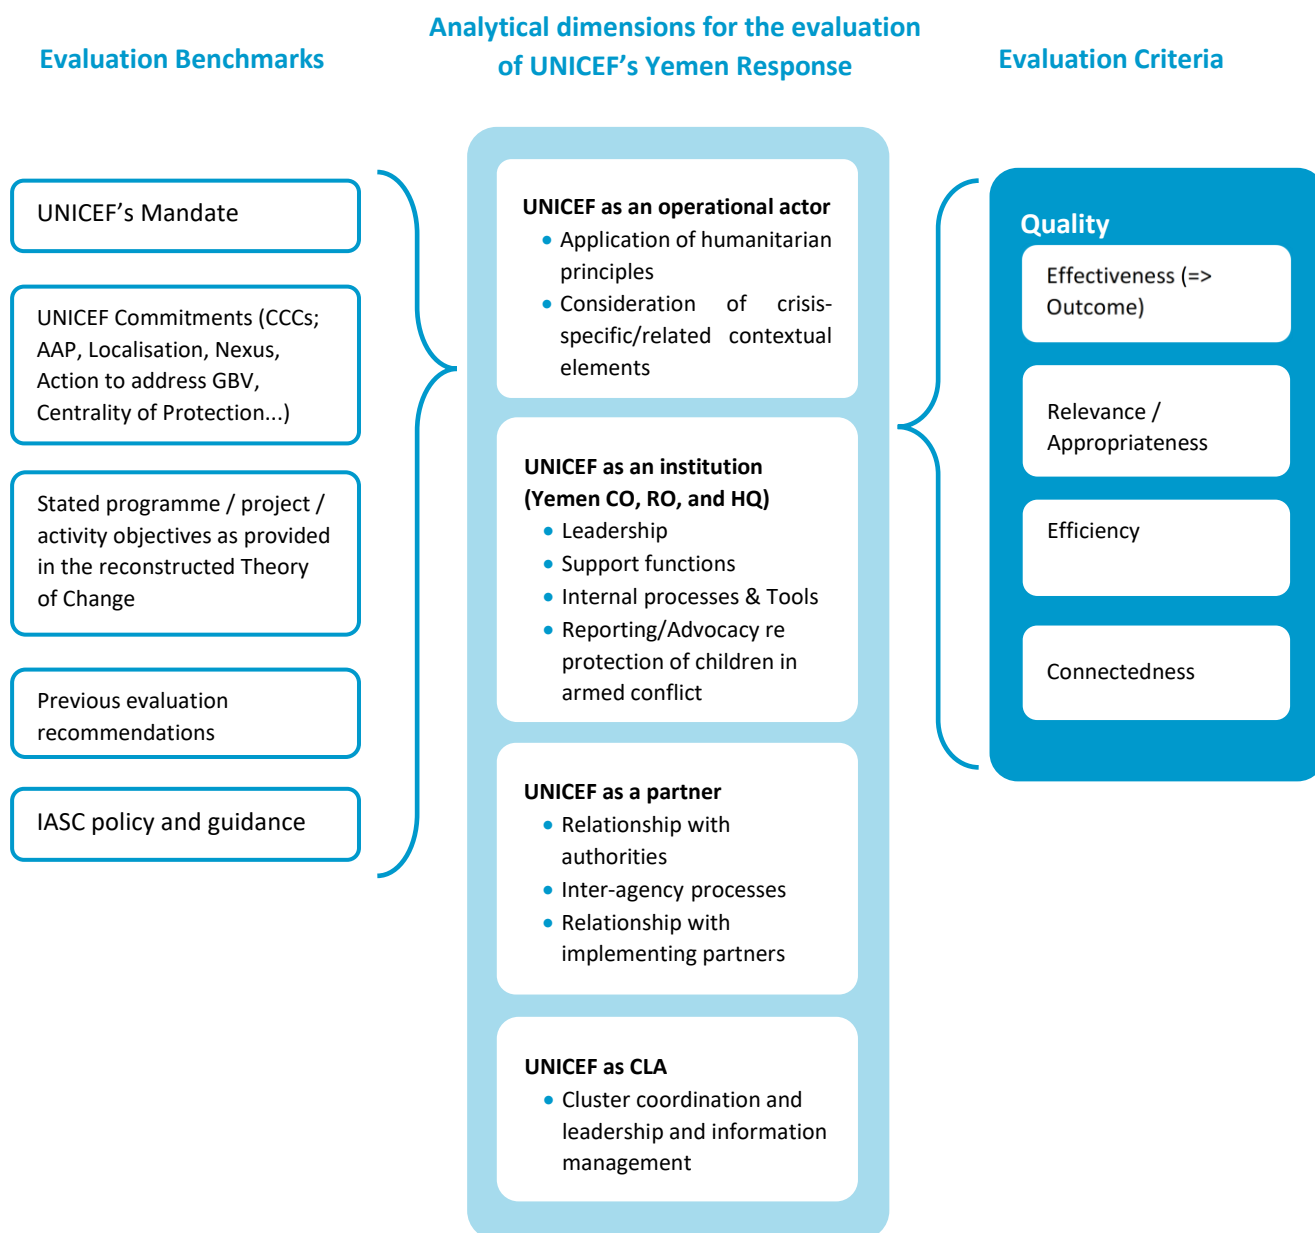 Evaluation Benchmarks
Analytical dimensions for the evaluation
of UNICEF’s Yemen Response
Evaluation Criteria
UNICEF’s Mandate
UNICEF Commitments (CCCs;
AAP, Localisation, Nexus,
Action to address GBV,
Centrality of Protection...)
Stated programme / project /
activity objectives as provided
in the reconstructed Theory
of Change
Previous evaluation
recommendations
IASC policy and guidance
UNICEF as an operational actor
• Application of humanitarian
principles
• Consideration of crisis-
specific/related contextual
elements
UNICEF as an institution
(Yemen CO, RO, and HQ)
• Leadership
• Support functions
• Internal processes & Tools
• Reporting/Advocacy re
protection of children in
armed conflict
UNICEF as a partner
• Relationship with
authorities
• Inter-agency processes
• Relationship with
implementing partners
UNICEF as CLA
• Cluster coordination and
leadership and information
management
Quality
Effectiveness (=>
Outcome)
Relevance /
Appropriateness
Efficiency
Connectedness